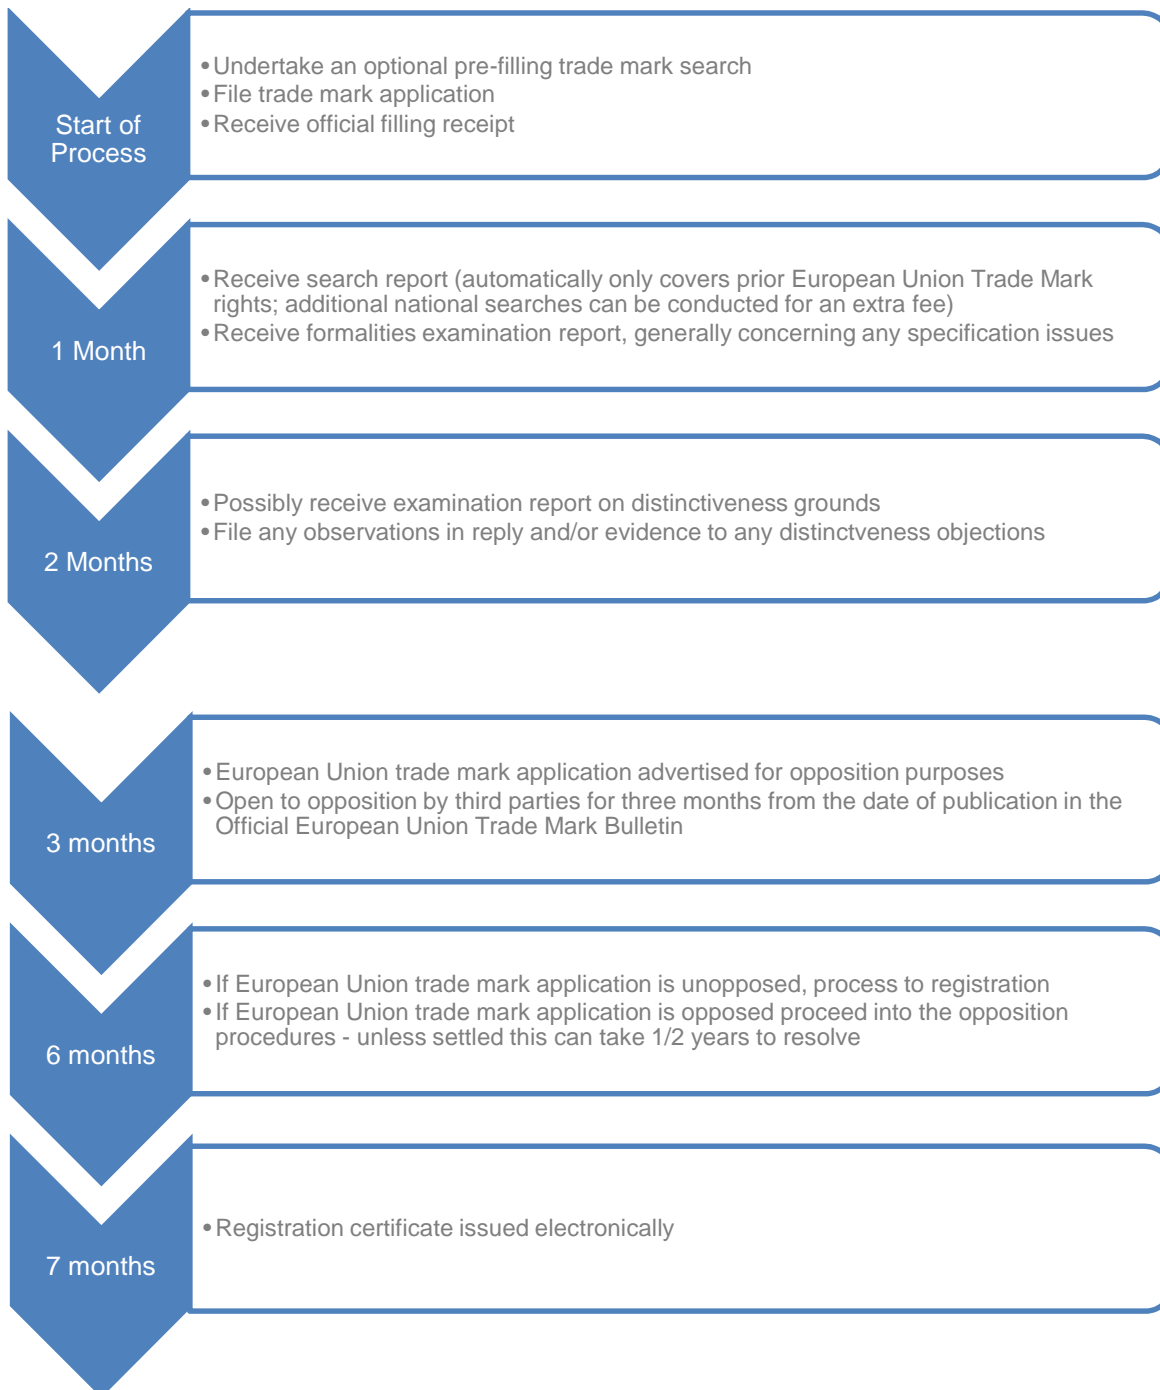 Start of
Process
•Undertake an optional pre-filling trade mark search
•File trade mark application
•Receive official filling receipt
1 Month
•Receive search report (automatically only covers prior European Union Trade Mark
rights; additional national searches can be conducted for an extra fee)
•Receive formalities examination report, generally concerning any specification issues
2 Months
•Possibly receive examination report on distinctiveness grounds
•File any observations in reply and/or evidence to any distinctveness objections
3 months
•European Union trade mark application advertised for opposition purposes
•Open to opposition by third parties for three months from the date of publication in the
Official European Union Trade Mark Bulletin
6 months
•If European Union trade mark application is unopposed, process to registration
•If European Union trade mark application is opposed proceed into the opposition
procedures - unless settled this can take 1/2 years to resolve
7 months
•Registration certificate issued electronically